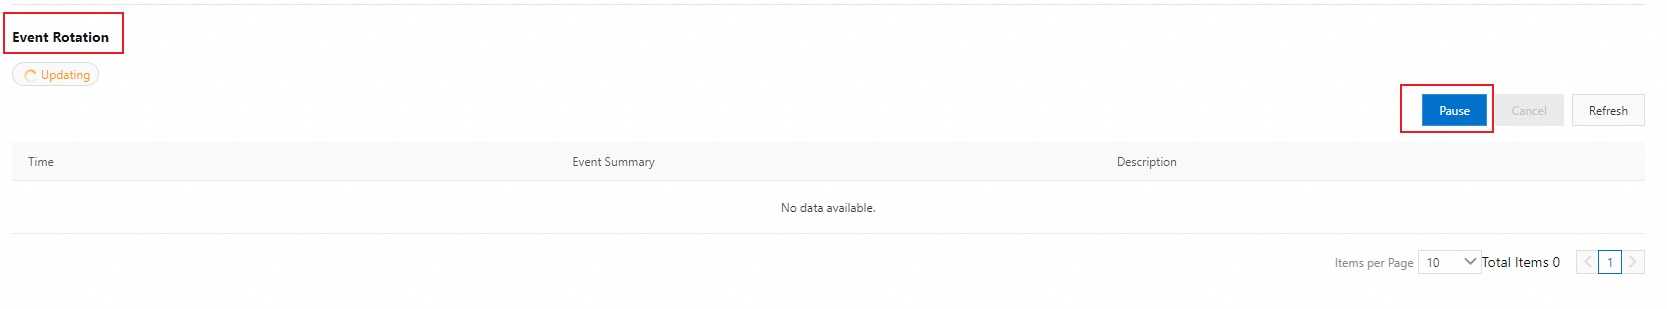 Event Rotation
Updating
Pause Cancel Refresh
Time Event Summary Description
No data available.
Items per Page 10 Total Items 0 1